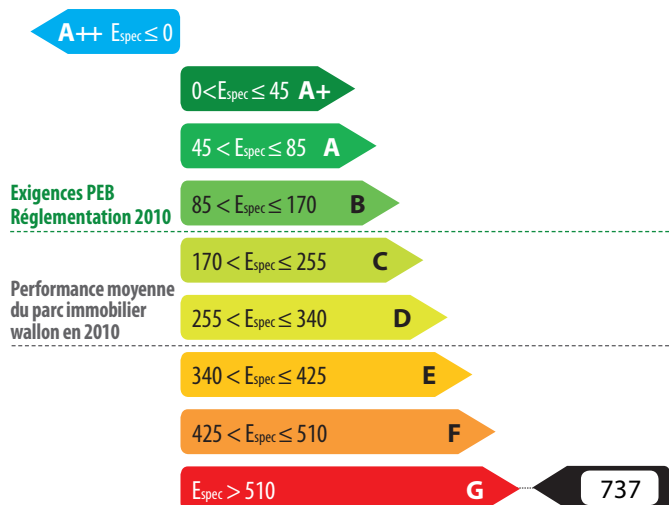 A++ Espec ≤ 0
0<Espec ≤ 45 A+
45 < Espec ≤ 85 A
Exigences PEB
Réglementation 2010
85 < Espec ≤ 170 B
170 < Espec ≤ 255 C
Performance moyenne
du parc immobilier
wallon en 2010
255 < Espec ≤ 340 D
340 < Espec ≤ 425 E
425 < Espec ≤ 510 F
Espec > 510 G
737